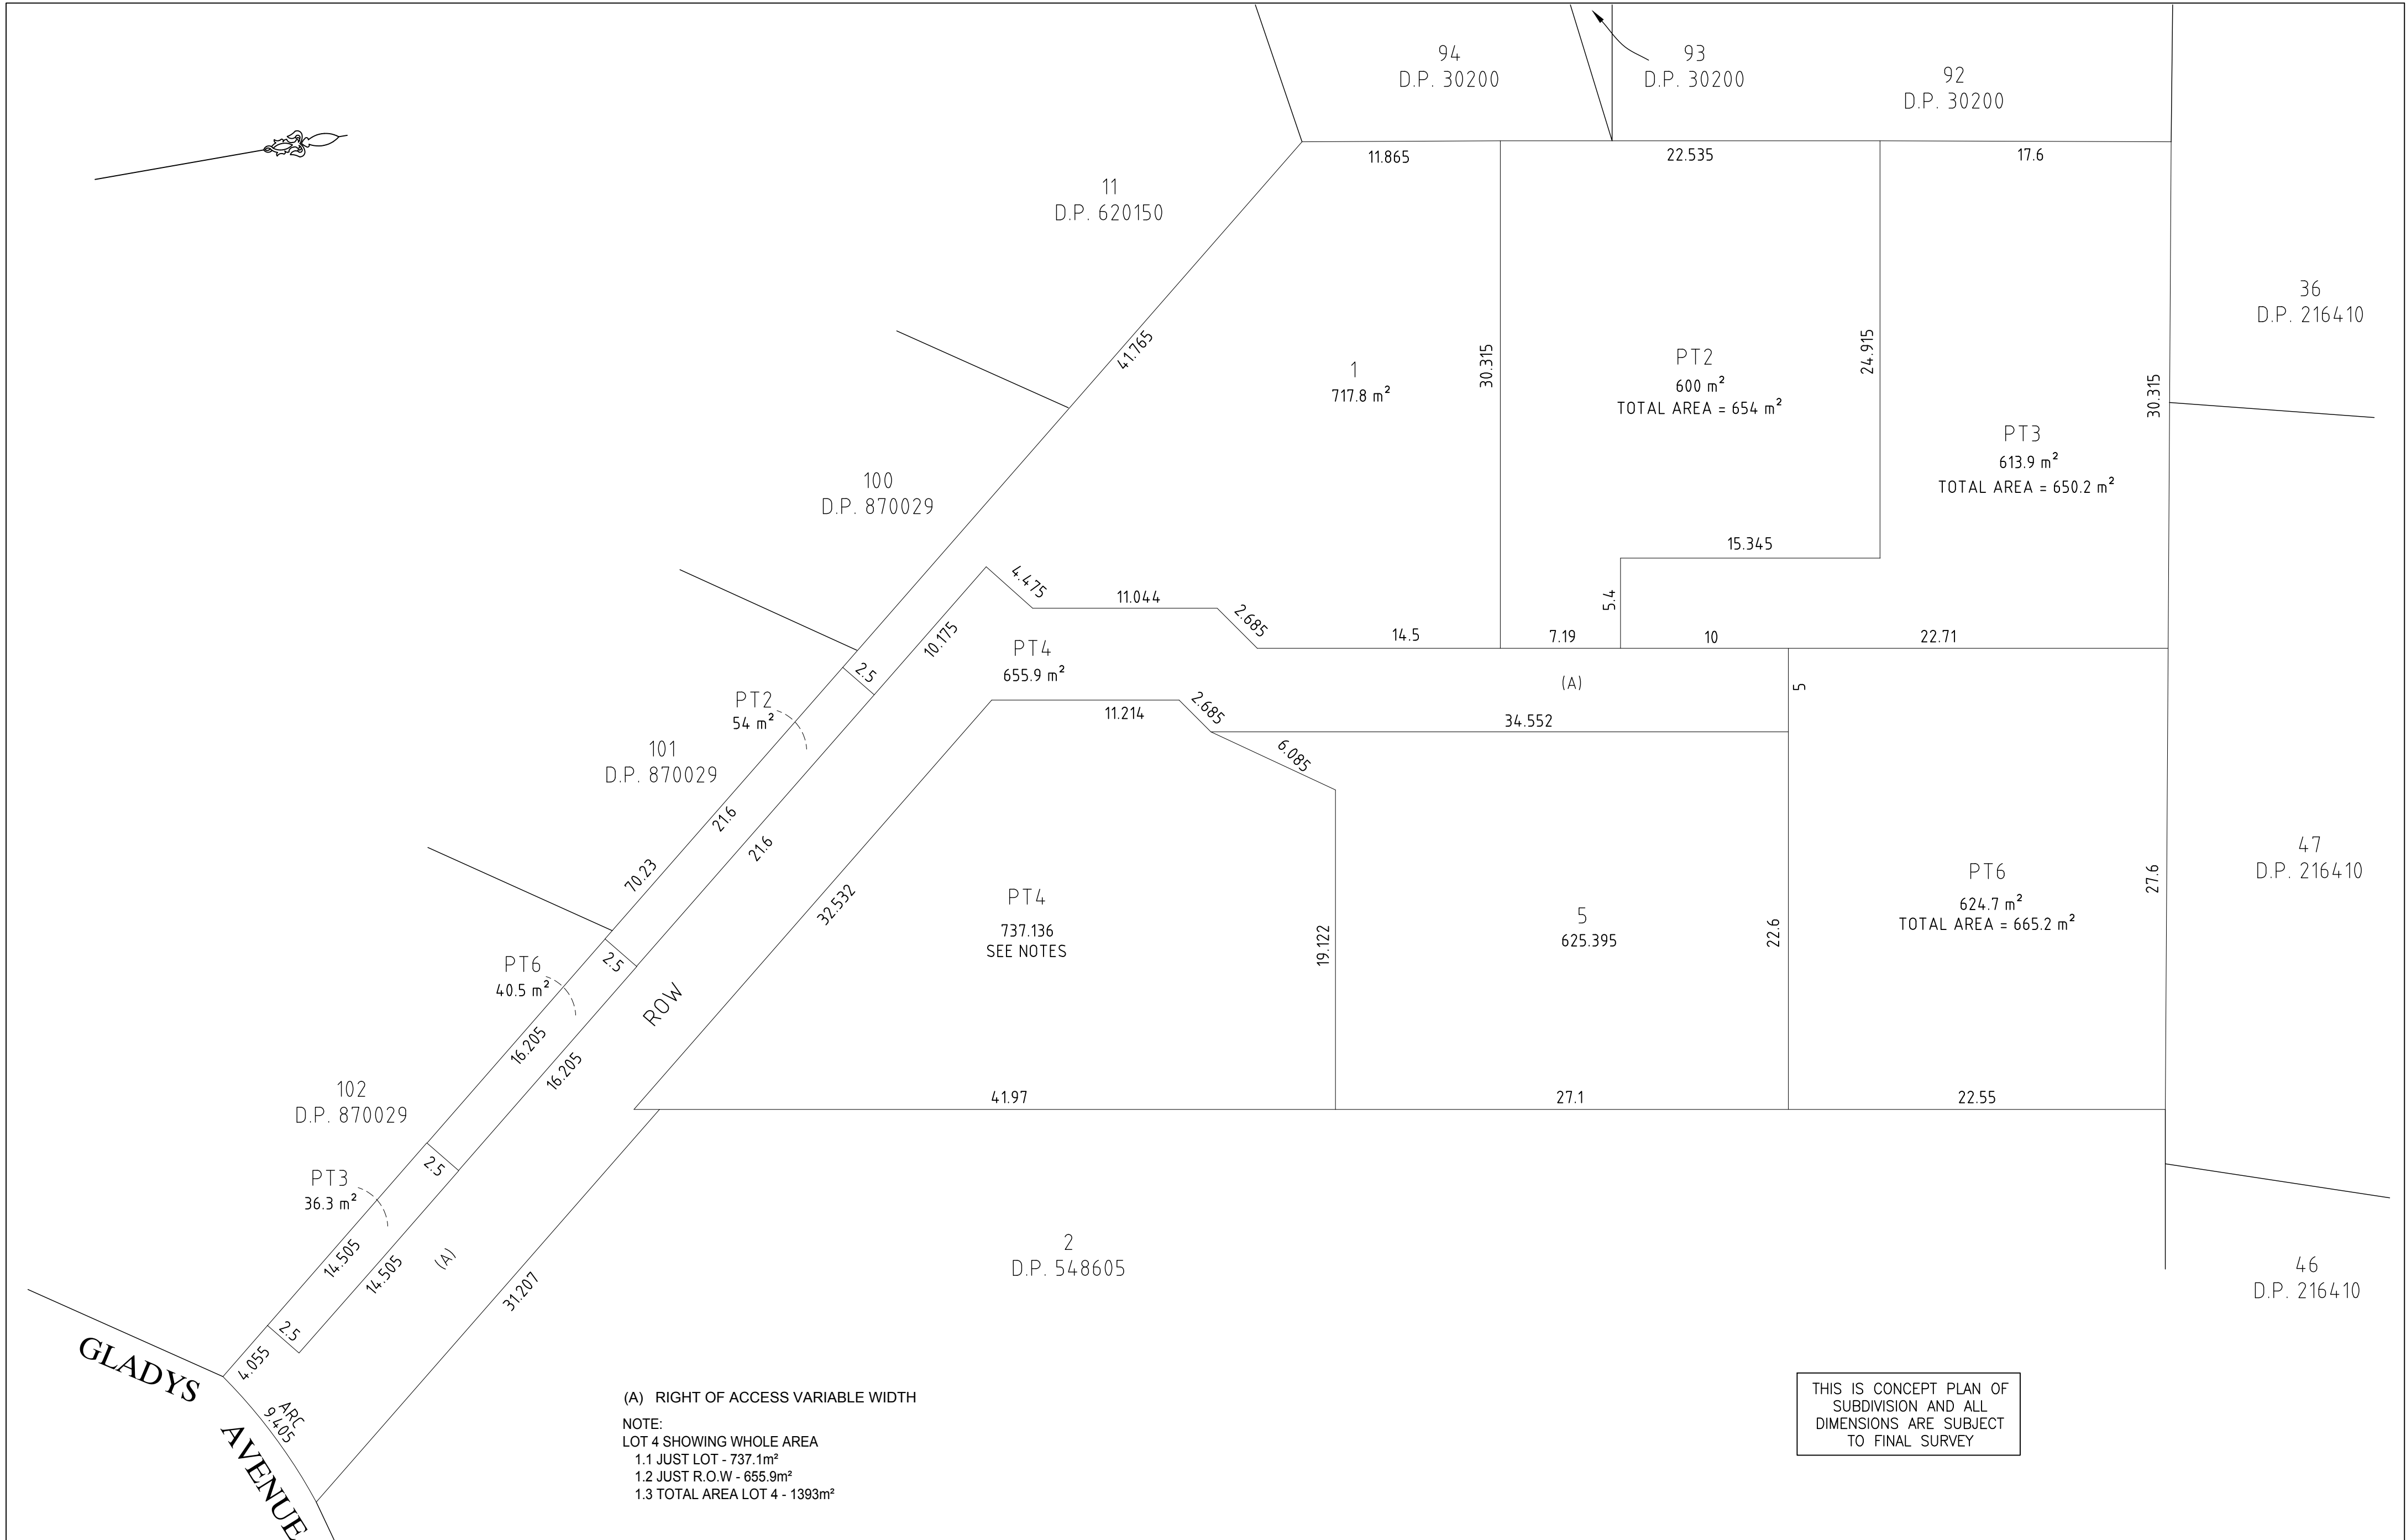 94
D.P. 30200
93
D.P. 30200
92
D.P. 30200
11.865
22.535
17.6
11
D.P. 620150
36
D.P. 216410
41.765
30.315
24.915
30.315
1
717.8 m²
PT2
600 m²
TOTAL AREA = 654 m²
PT3
613.9 m²
TOTAL AREA = 650.2 m²
100
D.P. 870029
15.345
5.4
4.475
11.044
2.685
14.5
7.19
10
22.71
10.175
PT4
655.9 m²
(A)
5
2.5
PT2
54 m²
11.214
2.685
34.552
6.085
101
D.P. 870029
21.6
21.6
70.23
32.532
PT4
737.136
SEE NOTES
19.122
5
625.395
22.6
PT6
624.7 m²
TOTAL AREA = 665.2 m²
27.6
47
D.P. 216410
PT6
40.5 m²
2.5
ROW
16.205
16.205
102
D.P. 870029
41.97
27.1
22.55
PT3
36.3 m²
2.5
14.505
14.505
(A)
31.207
2
D.P. 548605
46
D.P. 216410
2.5
4.055
ARC
9.405
GLADYS
AVENUE
(A) RIGHT OF ACCESS VARIABLE WIDTH
NOTE:
LOT 4 SHOWING WHOLE AREA
1.1 JUST LOT - 737.1m²
1.2 JUST R.O.W - 655.9m²
1.3 TOTAL AREA LOT 4 - 1393m²
THIS IS CONCEPT PLAN OF
SUBDIVISION AND ALL
DIMENSIONS ARE SUBJECT
TO FINAL SURVEY